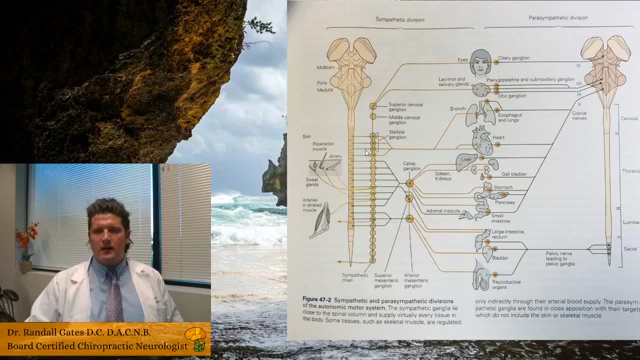 Sympathetic division
Parasympathetic division
Eyes
Ciliary ganglion
Midbrain
Pons
Medulla
Lacrimal and
salivary glands
Pterygopalatine and submaxillary ganglion
Otic ganglion
III
VII
IX
X
Cranial
nerves
Superior cervical
ganglion
Middle cervical
ganglion
Stellate
ganglion
Bronchi
Esophagus
and lungs
Cervical
Skin
Piloerector
muscle
artery
Sweat
glands
Heart
Liver
Celiac
ganglion
Spleen,
Kidneys
Gall bladder
Thoracic
Stomach
Pancreas
Arteries
in striated
muscle
Adrenal medulla
Small
intestine
Large intestine,
rectum
Lumbar
Bladder
Pelvic nerve
leading to
pelvic ganglia
Sacral
Reproductive
organs
Sympathetic
chain
Superior
mesenteric
ganglion
Inferior
mesenteric
ganglion
Figure 47-2 Sympathetic and parasympathetic divisions
of the autonomic motor system. The sympathetic ganglia lie
close to the spinal column and supply virtually every tissue in
the body. Some tissues, such as skeletal muscle, are regulated
only indirectly through their arterial blood supply. The parasym-
pathetic ganglia are found in close apposition with their targets,
which do not include the skin or skeletal muscle.
Dr. Randall Gates D.C. D.A.C.N.B.
Board Certified Chiropractic Neurologist